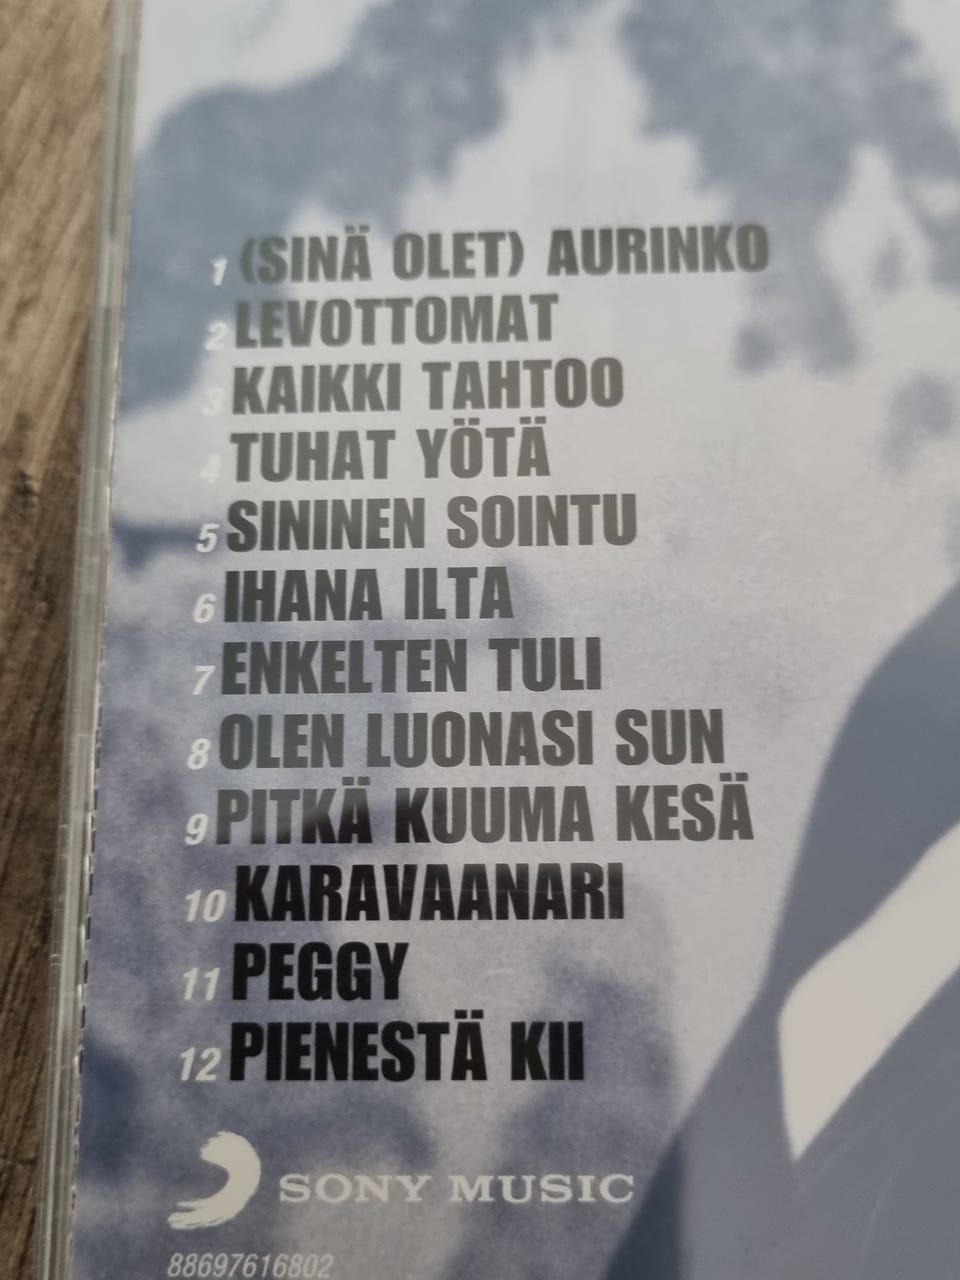 1 (SINÄ OLET) AURINKO
2 LEVOTTOMAT
3 KAIKKI TAHTOO
4 TUHAT YÖTÄ
5 SININEN SOINTU
6 IHANA ILTA
7 ENKELTEN TULI
8 OLEN LUONASI SUN
9 PITKÄ KUUMA KESÄ
10 KARAVAANARI
11 PEGGY
12 PIENESTÄ KII
SONY MUSIC
88697616802